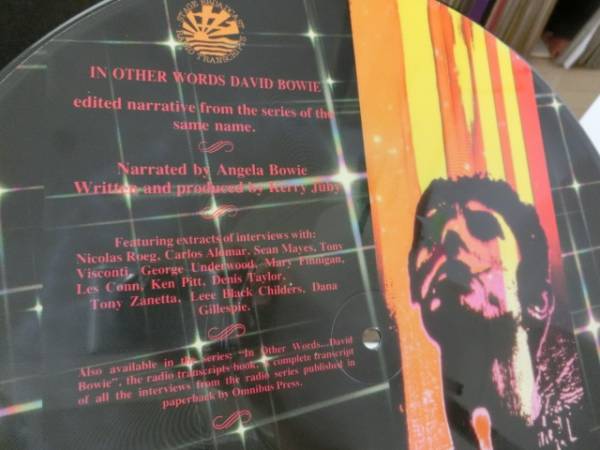 IN OTHER WORDS DAVID BOWIE
edited narrative from the series of the
same name.
Narrated by Angela Bowie
Written and produced by Kerry Juby
Featuring extracts of interviews with:
Nicolas Roeg, Carlos Alomar, Sean Mayes, Tony
Visconti, George Underwood, Mary Finnigan,
Les Conn, Ken Pitt, Denis Taylor,
Tony Zanetta, Leee Black Childers, Dana
Gillespie.
Also available in the series: "In Other Words...David
Bowie", the radio transcripts book, a complete transcript
of all the interviews from the radio series published in
paperback by Omnibus Press.